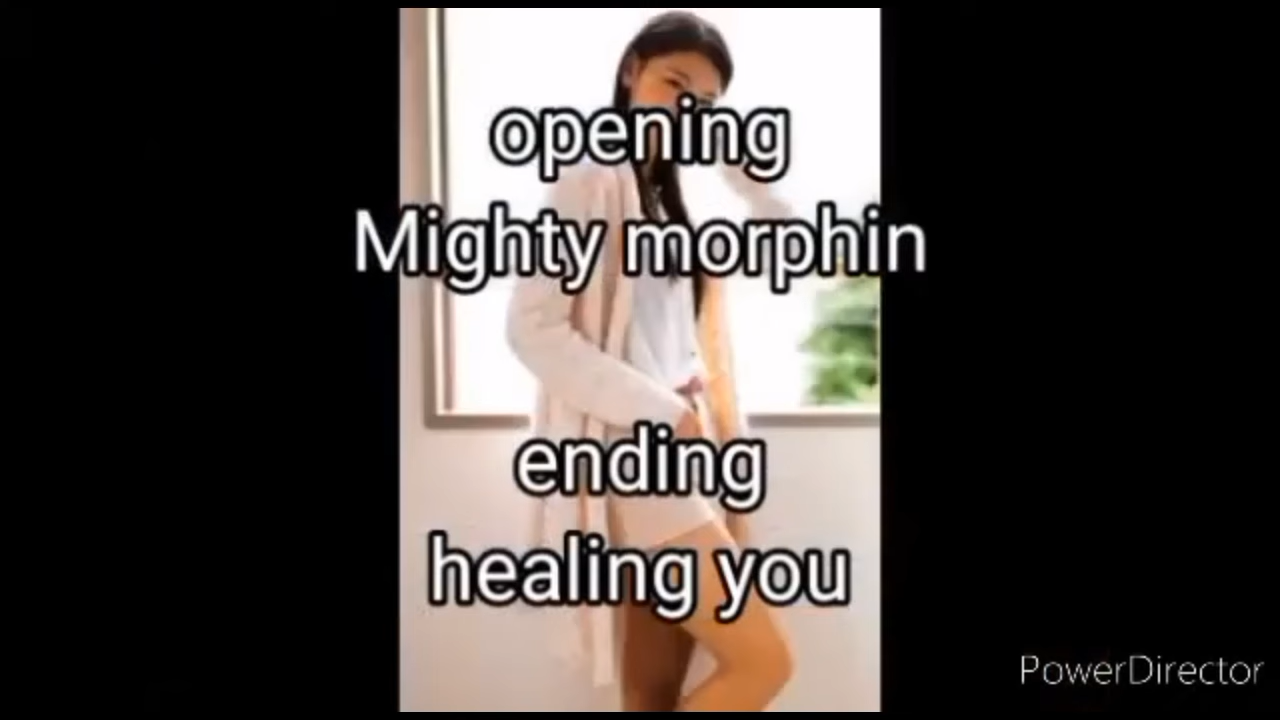 opening
Mighty morphin
ending
healing you
PowerDirector